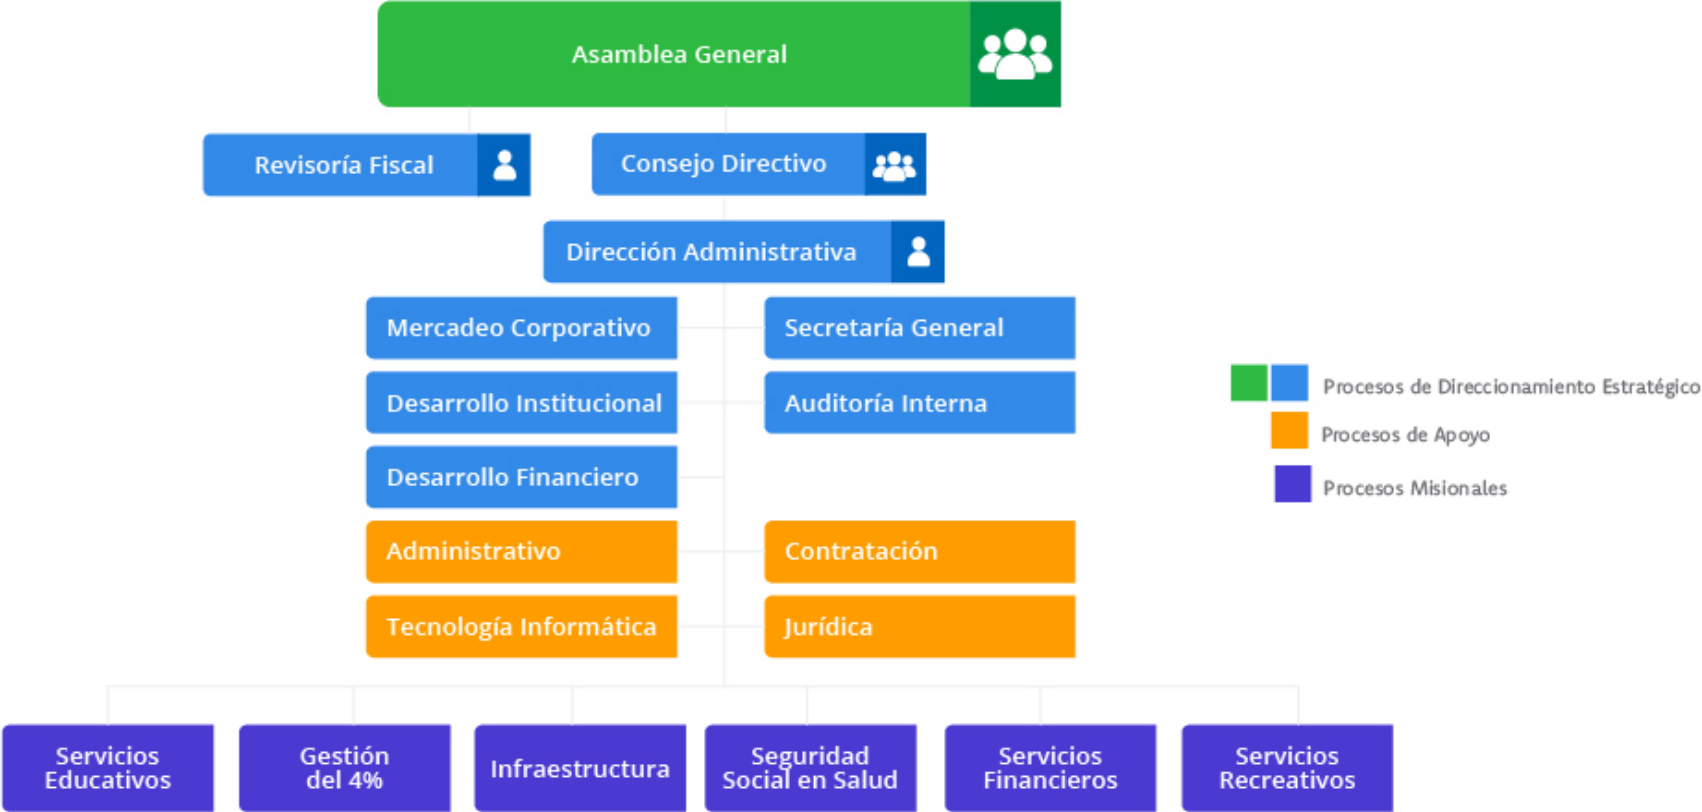 Asamblea General
Revisoría Fiscal
Consejo Directivo
Dirección Administrativa
Mercadeo Corporativo
Secretaría General
Desarrollo Institucional
Auditoría Interna
Desarrollo Financiero
Administrativo
Contratación
Tecnología Informática
Jurídica
Procesos de Direccionamiento Estratégico
Procesos de Apoyo
Procesos Misionales
Servicios
Educativos
Gestión
del 4%
Infraestructura
Seguridad
Social en Salud
Servicios
Financieros
Servicios
Recreativos